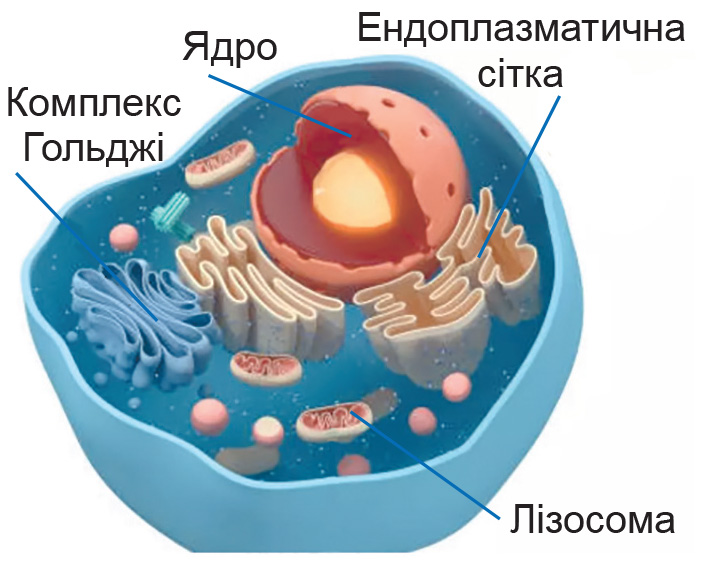 Ядро
Ендоплазматична
сітка
Комплекс
Гольджі
Лізосома